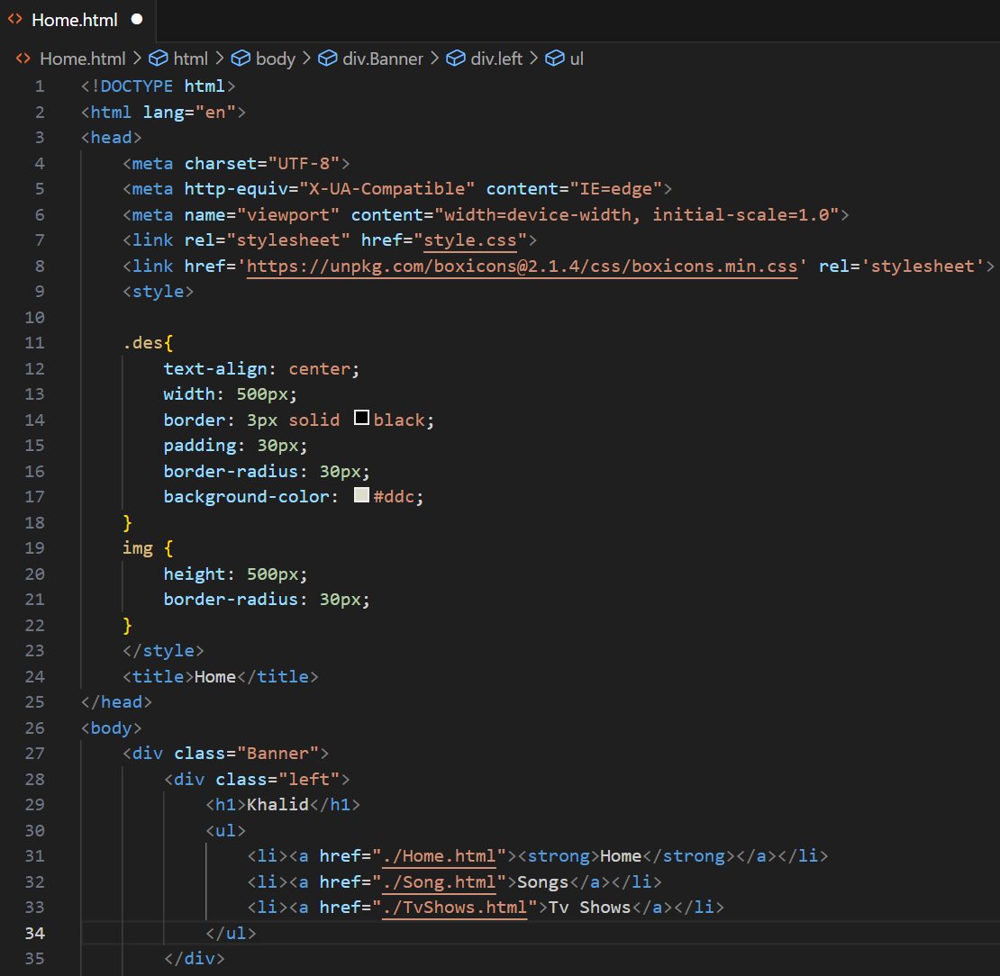 Home.html
Home.html > html > body > div.Banner > div.left > ul
1 <!DOCTYPE html>
2 <html lang="en">
3 <head>
4 <meta charset="UTF-8">
5 <meta http-equiv="X-UA-Compatible" content="IE=edge">
6 <meta name="viewport" content="width=device-width, initial-scale=1.0">
7 <link rel="stylesheet" href="style.css">
8 <link href='https://unpkg.com/boxicons@2.1.4/css/boxicons.min.css' rel='stylesheet'>
9 <style>
10
11 .des{
12 text-align: center;
13 width: 500px;
14 border: 3px solid black;
15 padding: 30px;
16 border-radius: 30px;
17 background-color: #ddc;
18 }
19 img {
20 height: 500px;
21 border-radius: 30px;
22 }
23 </style>
24 <title>Home</title>
25 </head>
26 <body>
27 <div class="Banner">
28 <div class="left">
29 <h1>Khalid</h1>
30 <ul>
31 <li><a href="./Home.html"><strong>Home</strong></a></li>
32 <li><a href="./Song.html">Songs</a></li>
33 <li><a href="./TvShows.html">Tv Shows</a></li>
34 </ul>
35 </div>